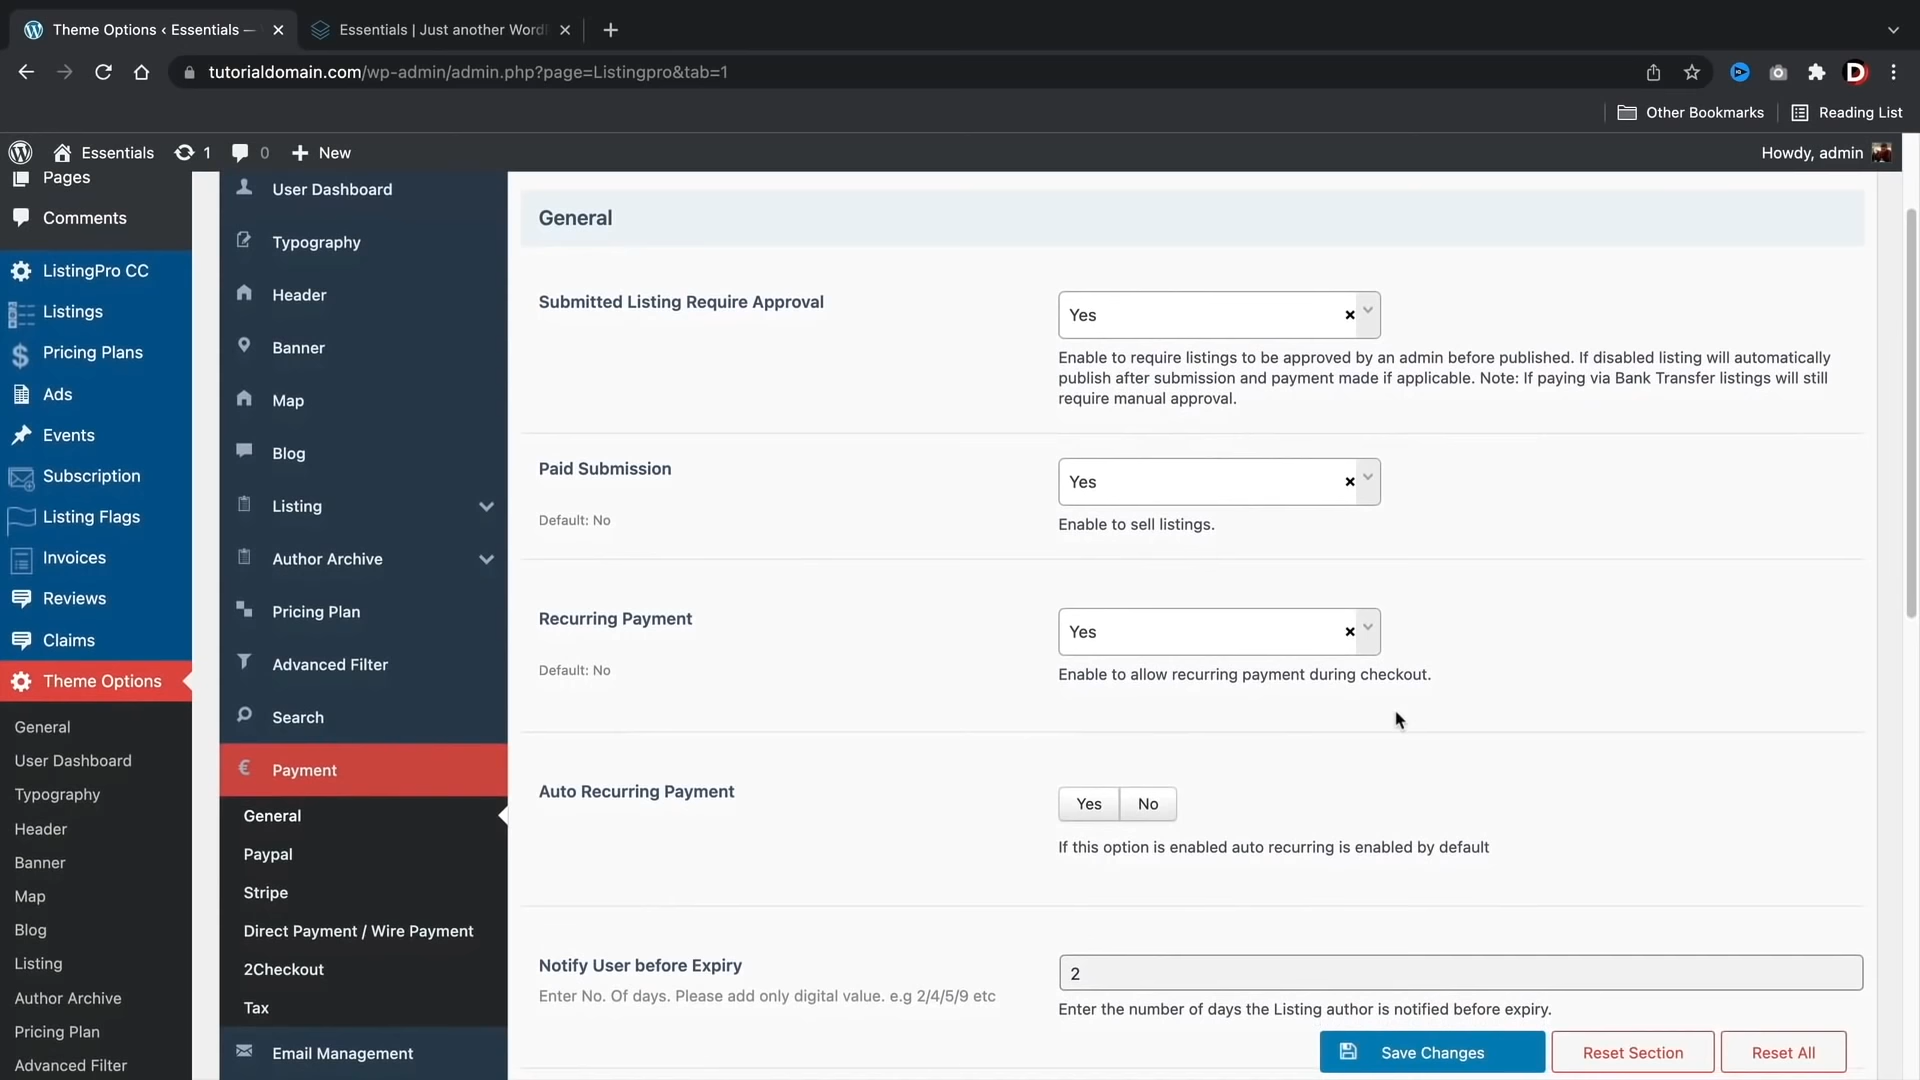 Theme Options ‹ Essentials —
Essentials | Just another Word
tutorialdomain.com/wp-admin/admin.php?page=Listingpro&tab=1
D
Other Bookmarks
Reading List
Essentials
1
0
New
Howdy, admin
Pages
Comments
ListingPro CC
Listings
Pricing Plans
Ads
Events
Subscription
Listing Flags
Invoices
Reviews
Claims
Theme Options
General
User Dashboard
Typography
Header
Banner
Map
Blog
Listing
Author Archive
Pricing Plan
Advanced Filter
User Dashboard
Typography
Header
Banner
Map
Blog
Listing
Author Archive
Pricing Plan
Advanced Filter
Search
Payment
General
Paypal
Stripe
Direct Payment / Wire Payment
2Checkout
Tax
Email Management
General
Submitted Listing Require Approval
Yes
Enable to require listings to be approved by an admin before published. If disabled listing will automatically
publish after submission and payment made if applicable. Note: If paying via Bank Transfer listings will still
require manual approval.
Paid Submission
Default: No
Yes
Enable to sell listings.
Recurring Payment
Default: No
Yes
Enable to allow recurring payment during checkout.
Auto Recurring Payment
Yes No
If this option is enabled auto recurring is enabled by default
Notify User before Expiry
Enter No. Of days. Please add only digital value. e.g 2/4/5/9 etc
2
Enter the number of days the Listing author is notified before expiry.
Save Changes
Reset Section
Reset All